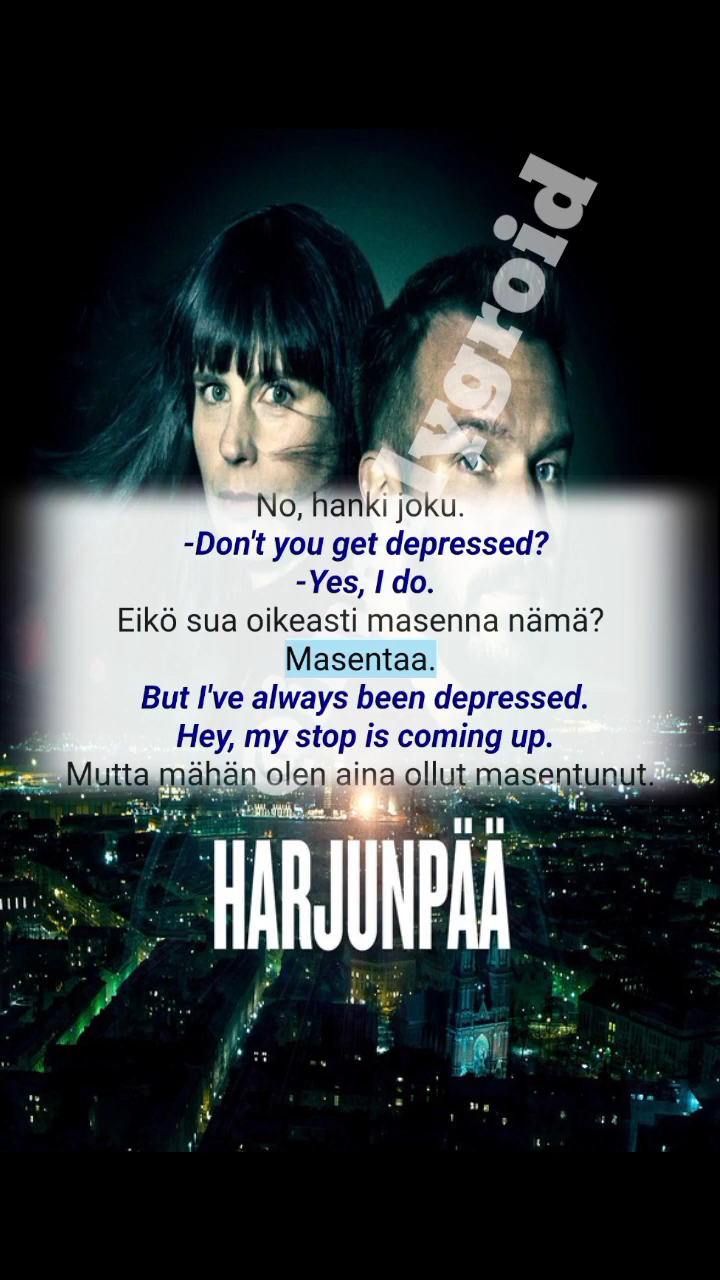 lygroid
No, hanki joku.
-Don't you get depressed?
-Yes, I do.
Eikö sua oikeasti masenna nämä?
Masentaa.
But I've always been depressed.
Hey, my stop is coming up.
Mutta mähän olen aina ollut masentunut.
HARJUNPÄÄ